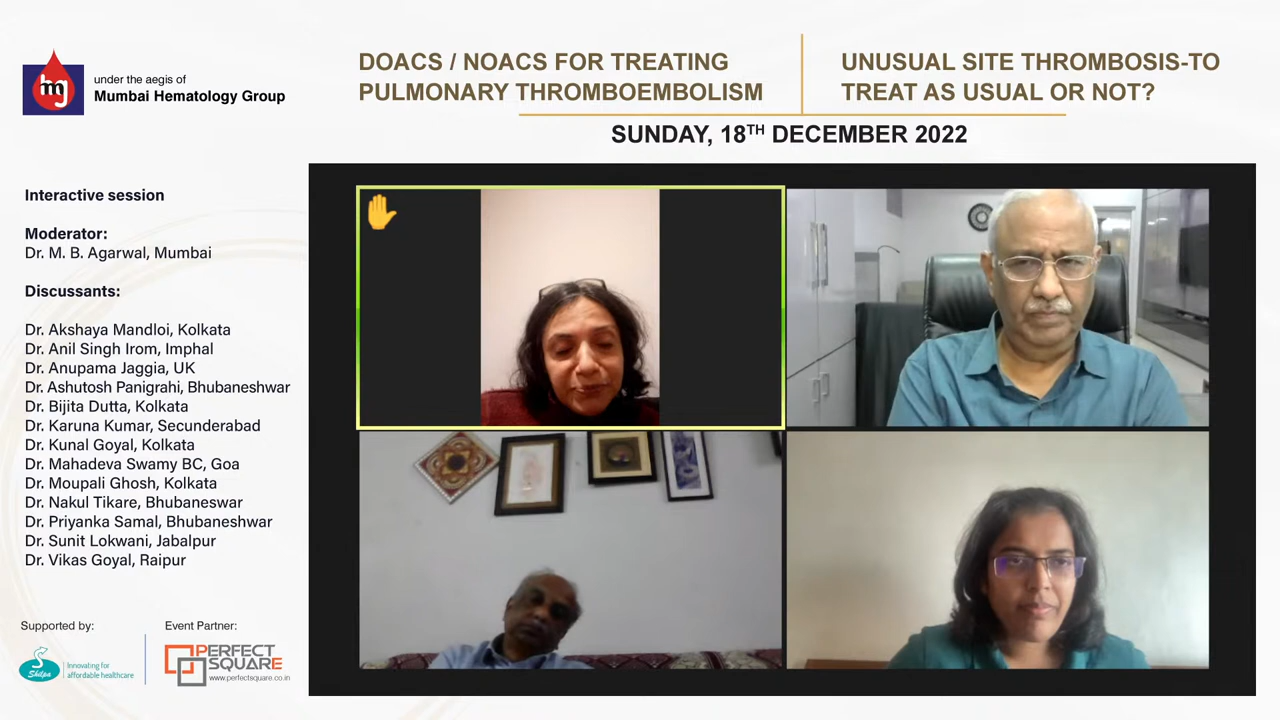 under the aegis of
Mumbai Hematology Group
mg
DOACS / NOACS FOR TREATING
PULMONARY THROMBOEMBOLISM
UNUSUAL SITE THROMBOSIS-TO
TREAT AS USUAL OR NOT?
SUNDAY, 18TH DECEMBER 2022
Interactive session
Moderator:
Dr. M. B. Agarwal, Mumbai
Discussants:
Dr. Akshaya Mandloi, Kolkata
Dr. Anil Singh Irom, Imphal
Dr. Anupama Jaggia, UK
Dr. Ashutosh Panigrahi, Bhubaneshwar
Dr. Bijita Dutta, Kolkata
Dr. Karuna Kumar, Secunderabad
Dr. Kunal Goyal, Kolkata
Dr. Mahadeva Swamy BC, Goa
Dr. Moupali Ghosh, Kolkata
Dr. Nakul Tikare, Bhubaneswar
Dr. Priyanka Samal, Bhubaneshwar
Dr. Sunit Lokwani, Jabalpur
Dr. Vikas Goyal, Raipur
Supported by:
Shilpa
Innovating for
affordable healthcare
Event Partner:
PERFECT
SQUARE
www.perfectsquare.co.in